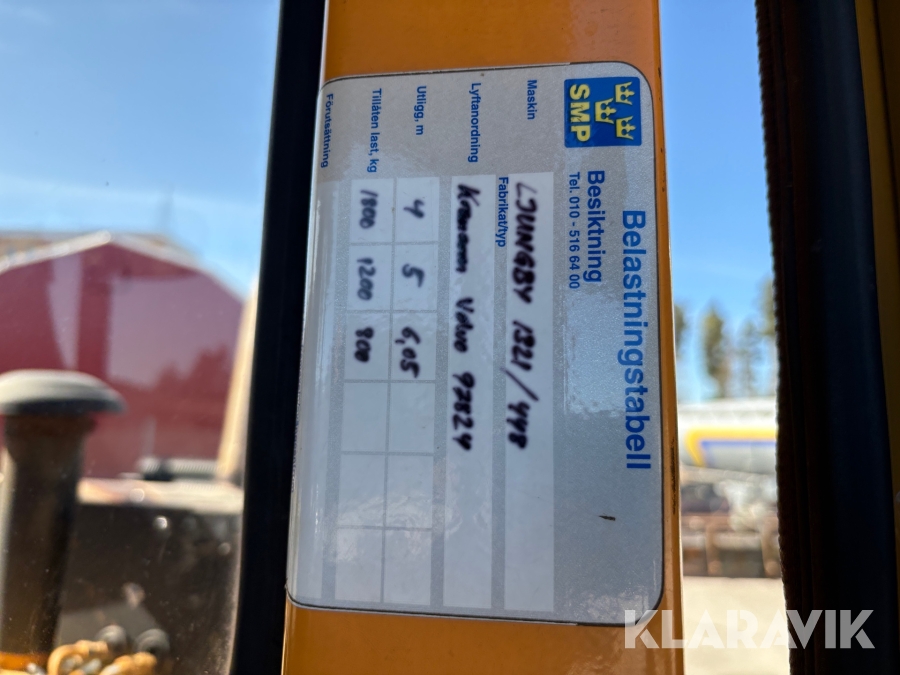 SMP
Belastningstabell
Besiktning
Tel. 010 - 516 64 00
Maskin
Fabrikat/typ
LJUNGBY 1321/448
Lyftanordning
Kranarm Volvo 97824
Utligg, m
4 5 6,05
Tillåten last, kg
1800 1200 900
Förutsättning
KLARAVIK